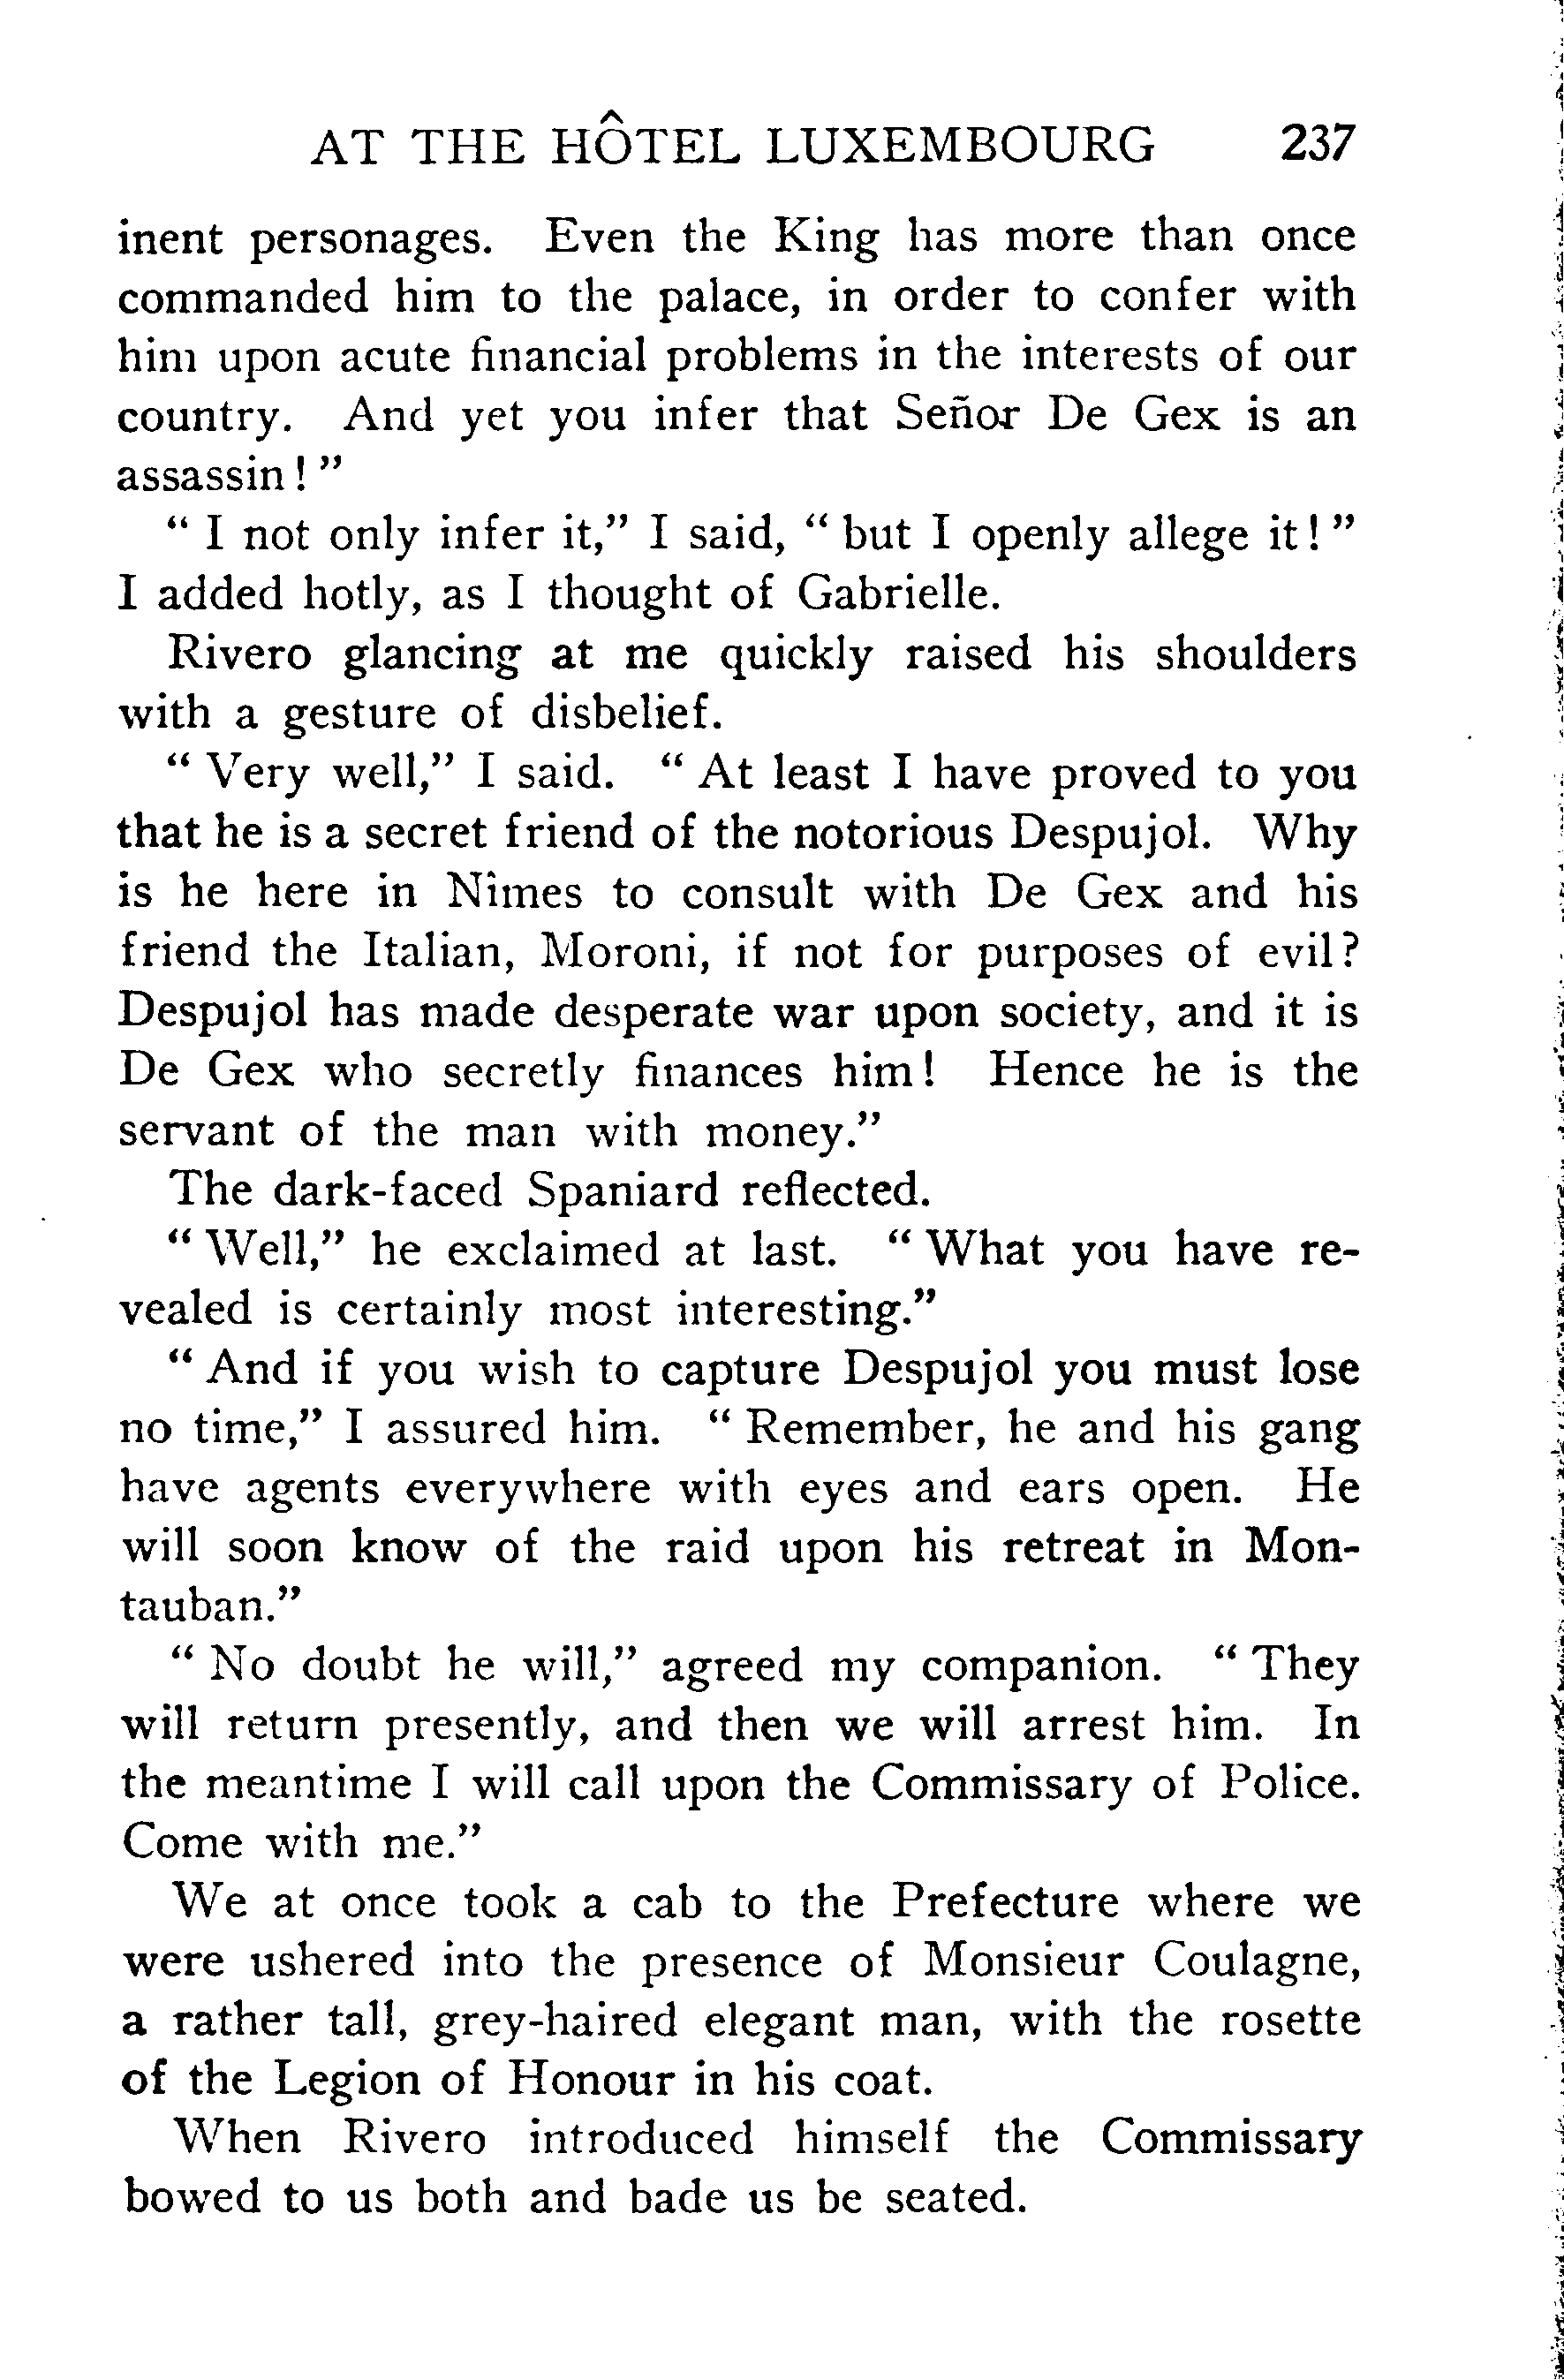 AT THE HÔTEL LUXEMBOURG 237
inent personages. Even the King has more than once
commanded him to the palace, in order to confer with
him upon acute financial problems in the interests of our
country. And yet you infer that Señor De Gex is an
assassin ! ”
“ I not only infer it,” I said, “ but I openly allege it ! ”
I added hotly, as I thought of Gabrielle.
Rivero glancing at me quickly raised his shoulders
with a gesture of disbelief.
“ Very well,” I said. “ At least I have proved to you
that he is a secret friend of the notorious Despujol. Why
is he here in Nîmes to consult with De Gex and his
friend the Italian, Moroni, if not for purposes of evil?
Despujol has made desperate war upon society, and it is
De Gex who secretly finances him ! Hence he is the
servant of the man with money.”
The dark-faced Spaniard reflected.
“ Well,” he exclaimed at last. “ What you have re-
vealed is certainly most interesting.”
“ And if you wish to capture Despujol you must lose
no time,” I assured him. “ Remember, he and his gang
have agents everywhere with eyes and ears open. He
will soon know of the raid upon his retreat in Mon-
tauban.”
“ No doubt he will,” agreed my companion. “ They
will return presently, and then we will arrest him. In
the meantime I will call upon the Commissary of Police.
Come with me.”
We at once took a cab to the Prefecture where we
were ushered into the presence of Monsieur Coulagne,
a rather tall, grey-haired elegant man, with the rosette
of the Legion of Honour in his coat.
When Rivero introduced himself the Commissary
bowed to us both and bade us be seated.